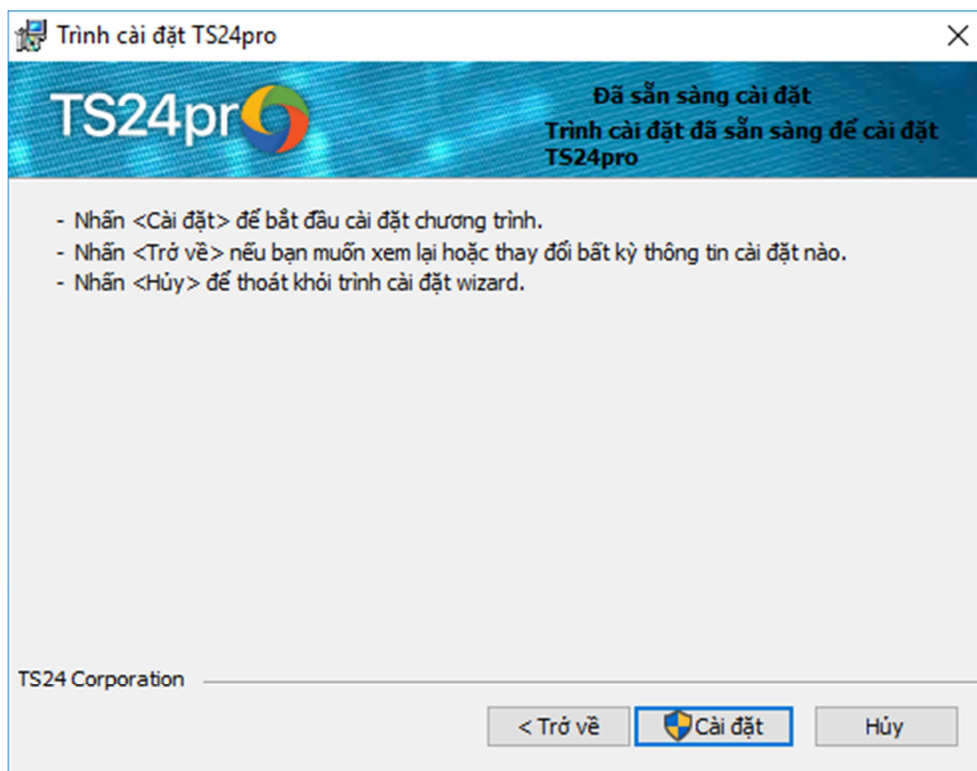 Trình cài đặt TS24pro
TS24pro
Đã sẵn sàng cài đặt
Trình cài đặt đã sẵn sàng để cài đặt
TS24pro
- Nhấn <Cài đặt> để bắt đầu cài đặt chương trình.
- Nhấn <Trở về> nếu bạn muốn xem lại hoặc thay đổi bất kỳ thông tin cài đặt nào.
- Nhấn <Hủy> để thoát khỏi trình cài đặt wizard.
TS24 Corporation
< Trở về
Cài đặt
Hủy